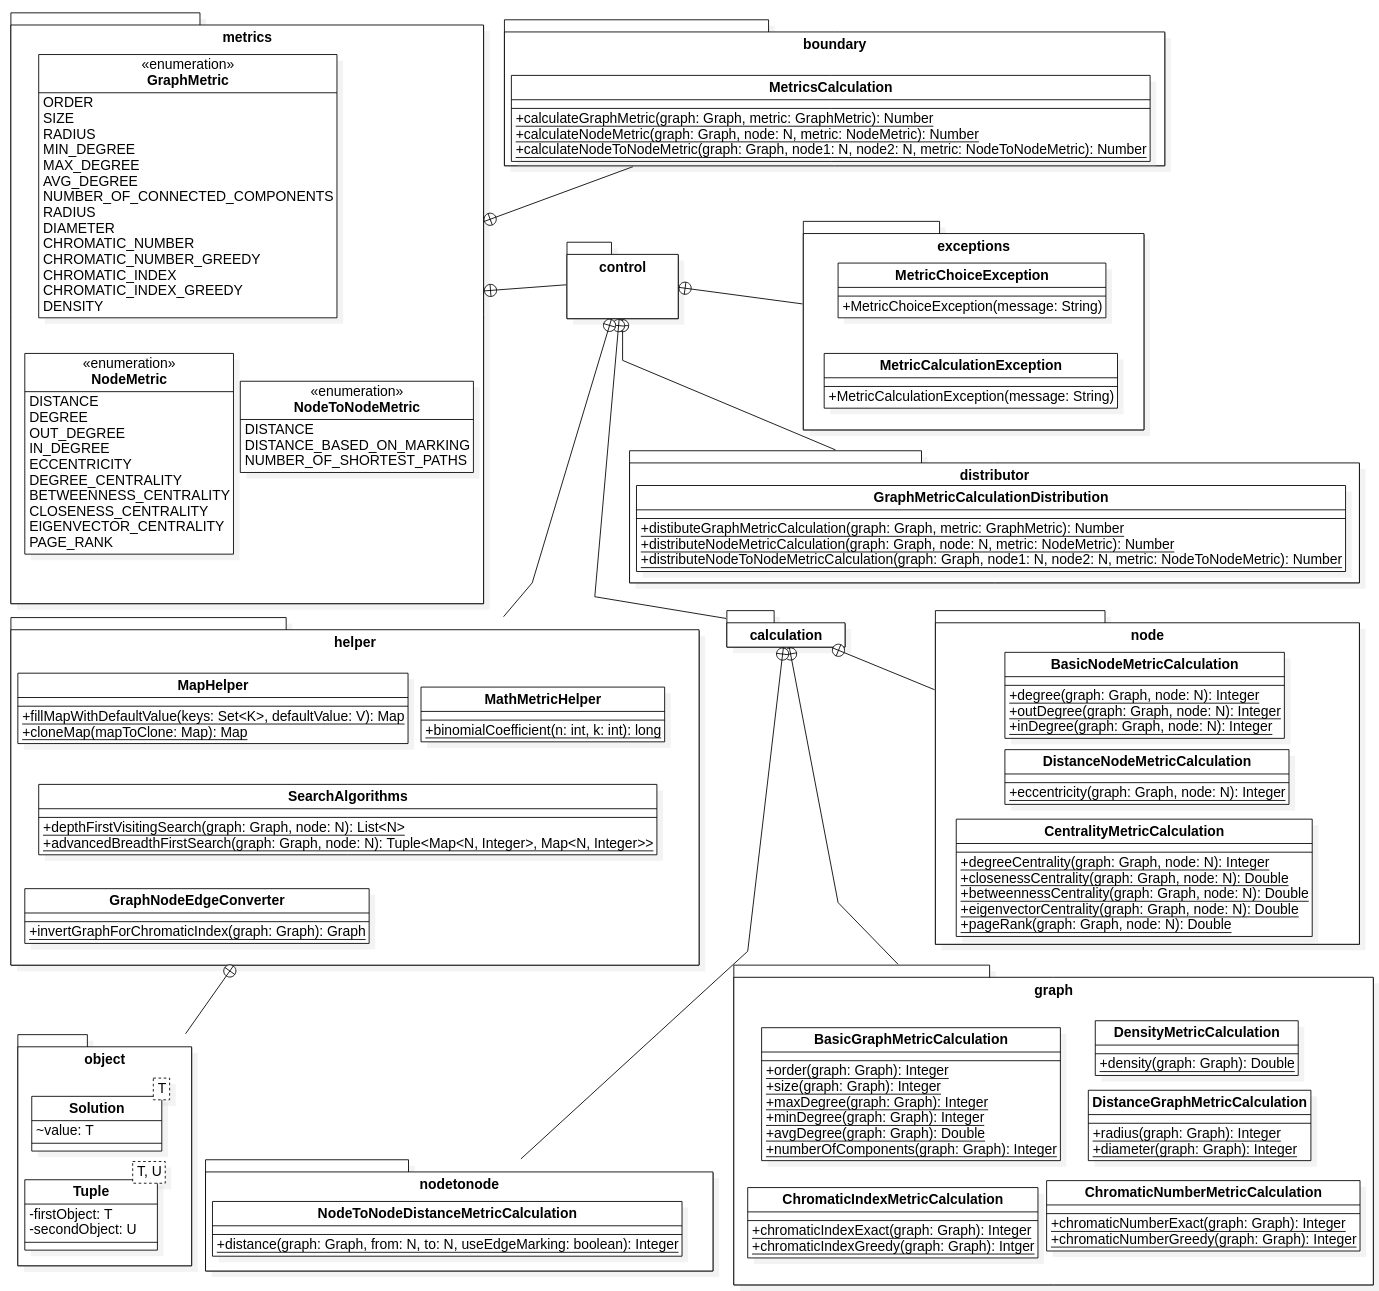 metrics
«enumeration»
GraphMetric
ORDER
SIZE
RADIUS
MIN_DEGREE
MAX_DEGREE
AVG_DEGREE
NUMBER_OF_CONNECTED_COMPONENTS
RADIUS
DIAMETER
CHROMATIC_NUMBER
CHROMATIC_NUMBER_GREEDY
CHROMATIC_INDEX
CHROMATIC_INDEX_GREEDY
DENSITY
«enumeration»
NodeMetric
DISTANCE
DEGREE
OUT_DEGREE
IN_DEGREE
ECCENTRICITY
DEGREE_CENTRALITY
BETWEENNESS_CENTRALITY
CLOSENESS_CENTRALITY
EIGENVECTOR_CENTRALITY
PAGE_RANK
«enumeration»
NodeToNodeMetric
DISTANCE
DISTANCE_BASED_ON_MARKING
NUMBER_OF_SHORTEST_PATHS
boundary
MetricsCalculation
+calculateGraphMetric(graph: Graph, metric: GraphMetric): Number
+calculateNodeMetric(graph: Graph, node: N, metric: NodeMetric): Number
+calculateNodeToNodeMetric(graph: Graph, node1: N, node2: N, metric: NodeToNodeMetric): Number
control
exceptions
MetricChoiceException
+MetricChoiceException(message: String)
MetricCalculationException
+MetricCalculationException(message: String)
distributor
GraphMetricCalculationDistribution
+distibuteGraphMetricCalculation(graph: Graph, metric: GraphMetric): Number
+distributeNodeMetricCalculation(graph: Graph, node: N, metric: NodeMetric): Number
+distributeNodeToNodeMetricCalculation(graph: Graph, node1: N, node2: N, metric: NodeToNodeMetric): Number
helper
MapHelper
+fillMapWithDefaultValue(keys: Set<K>, defaultValue: V): Map
+cloneMap(mapToClone: Map): Map
MathMetricHelper
+binomialCoefficient(n: int, k: int): long
SearchAlgorithms
+depthFirstVisitingSearch(graph: Graph, node: N): List<N>
+advancedBreadthFirstSearch(graph: Graph, node: N): Tuple<Map<N, Integer>, Map<N, Integer>>
GraphNodeEdgeConverter
+invertGraphForChromaticIndex(graph: Graph): Graph
calculation
node
BasicNodeMetricCalculation
+degree(graph: Graph, node: N): Integer
+outDegree(graph: Graph, node: N): Integer
+inDegree(graph: Graph, node: N): Integer
DistanceNodeMetricCalculation
+eccentricity(graph: Graph, node: N): Integer
CentralityMetricCalculation
+degreeCentrality(graph: Graph, node: N): Integer
+closenessCentrality(graph: Graph, node: N): Double
+betweennessCentrality(graph: Graph, node: N): Double
+eigenvectorCentrality(graph: Graph, node: N): Double
+pageRank(graph: Graph, node: N): Double
object
T
Solution
~value: T
T, U
Tuple
-firstObject: T
-secondObject: U
nodetonode
NodeToNodeDistanceMetricCalculation
+distance(graph: Graph, from: N, to: N, useEdgeMarking: boolean): Integer
graph
BasicGraphMetricCalculation
+order(graph: Graph): Integer
+size(graph: Graph): Integer
+maxDegree(graph: Graph): Integer
+minDegree(graph: Graph): Integer
+avgDegree(graph: Graph): Double
+numberOfComponents(graph: Graph): Integer
DensityMetricCalculation
+density(graph: Graph): Double
DistanceGraphMetricCalculation
+radius(graph: Graph): Integer
+diameter(graph: Graph): Integer
ChromaticIndexMetricCalculation
+chromaticIndexExact(graph: Graph): Integer
+chromaticIndexGreedy(graph: Graph): Intger
ChromaticNumberMetricCalculation
+chromaticNumberExact(graph: Graph): Integer
+chromaticNumberGreedy(graph: Graph): Integer